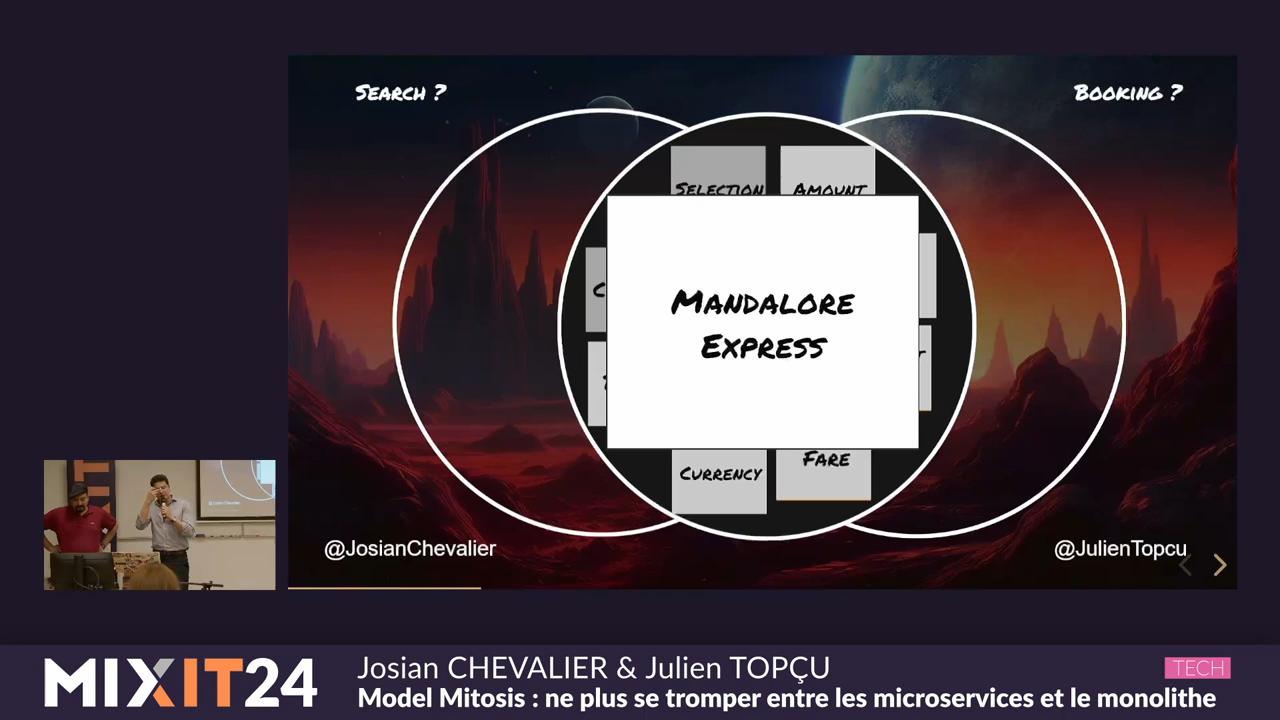 Search ?
Booking ?
Selection
Amount
Mandalore
Express
Currency
Fare
@JosianChevalier
@JulienTopcu
MIXIT24
Josian CHEVALIER & Julien TOPÇU
TECH
Model Mitosis : ne plus se tromper entre les microservices et le monolithe